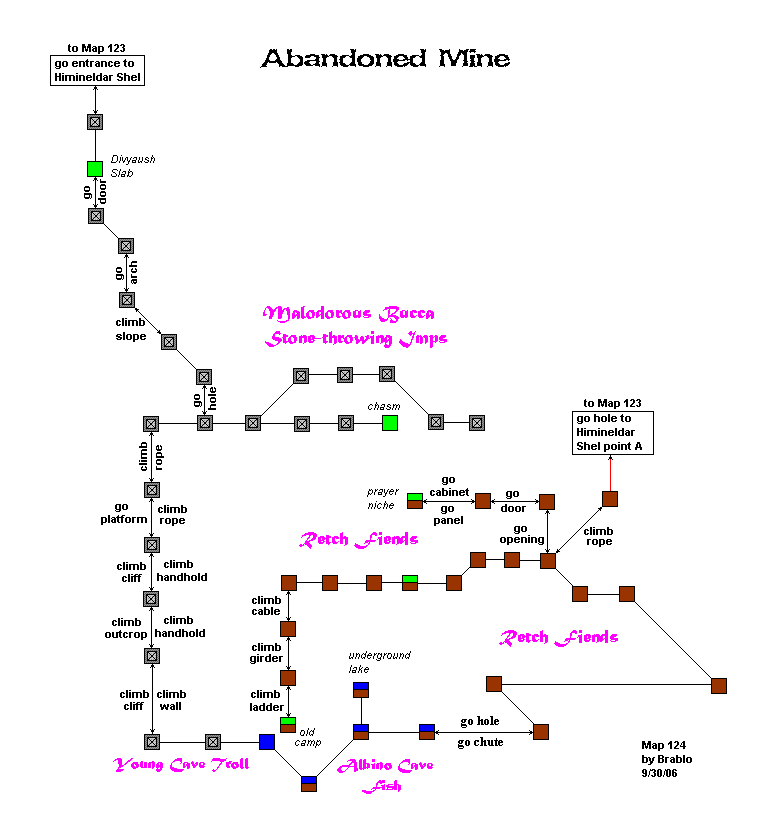 Abandoned Mine
to Map 123
go entrance to
Himineldar Shel
Divyaush
Slab
go
door
go
arch
climb
slope
go
hole
Malodorous Bucca
Stone-throwing Imps
chasm
to Map 123
go hole to
Himineldar
Shel point A
climb
rope
go
platform
climb
rope
climb
cliff
climb
handhold
climb
outcrop
climb
handhold
climb
cliff
climb
wall
prayer
niche
go
cabinet
go
panel
go
door
go
opening
climb
rope
Retch Fiends
climb
cable
climb
girder
climb
ladder
old
camp
underground
lake
Retch Fiends
go hole
go chute
Young Cave Troll
Albino Cave
Fish
Map 124
by Brablo
9/30/06